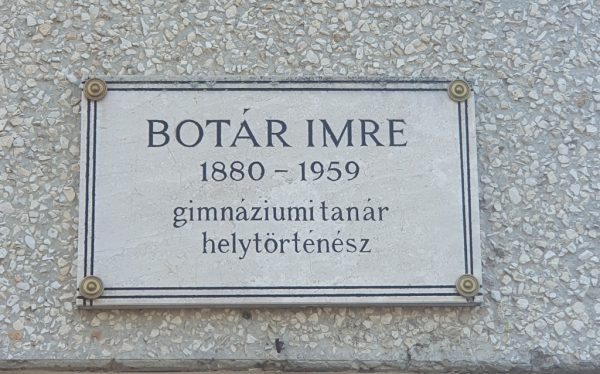 BOTÁR IMRE
1880 – 1959
gimnáziumi tanár
helytörténész